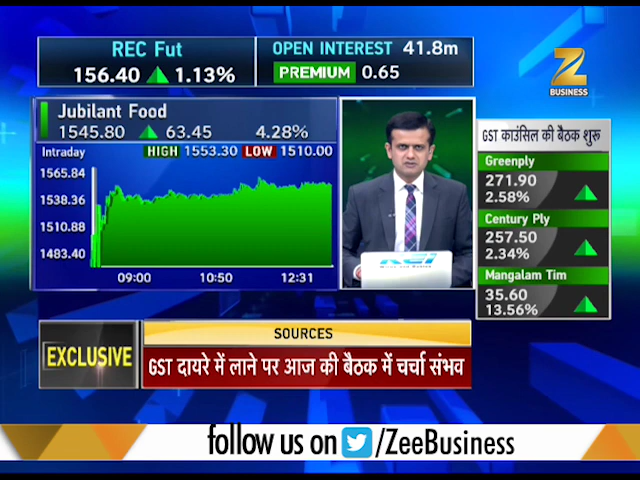 REC Fut
156.40 1.13%
OPEN INTEREST 41.8m
PREMIUM 0.65
Z
BUSINESS
Jubilant Food
1545.80 63.45 4.28%
Intraday HIGH 1553.30 LOW 1510.00
1565.84
1538.36
1510.88
1483.40
09:00 10:50 12:31
KEI
GST काउंसिल की बैठक शुरू
Greenply
271.90
2.58%
Century Ply
257.50
2.34%
Mangalam Tim
35.60
13.56%
EXCLUSIVE
SOURCES
GST दायरे में लाने पर आज की बैठक में चर्चा संभव
follow us on /ZeeBusiness